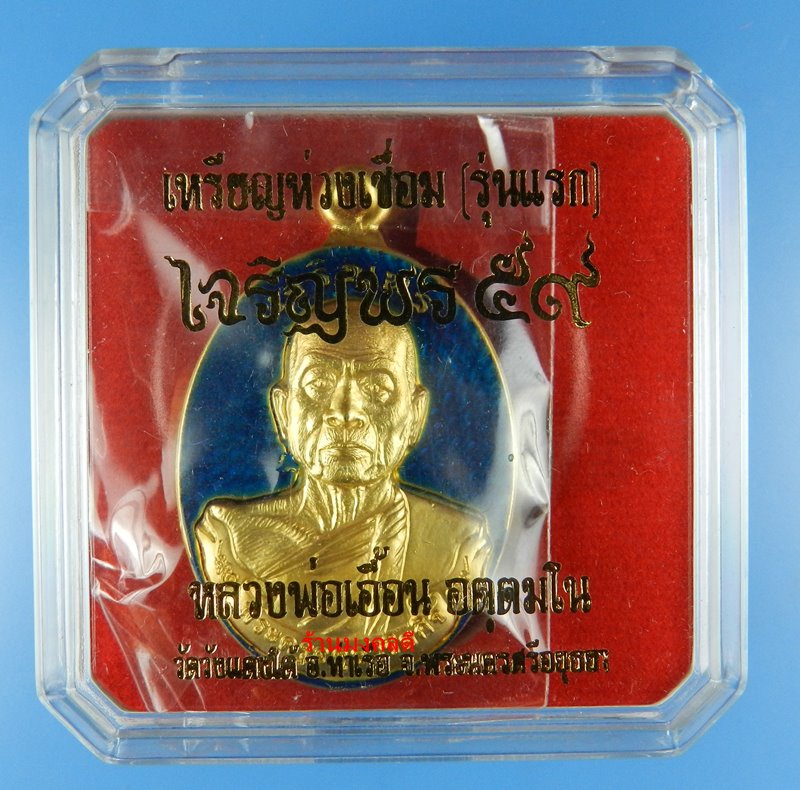 เหรียญห่วงเชื่อม (รุ่นแรก)
เจริญพร ๕๙
หลวงพ่อเอื้อน อตฺตมโน
ร้านมงคลดี
วัดวังแดงใต้ อ.ท่าเรือ จ.พระนครศรีอยุธยา